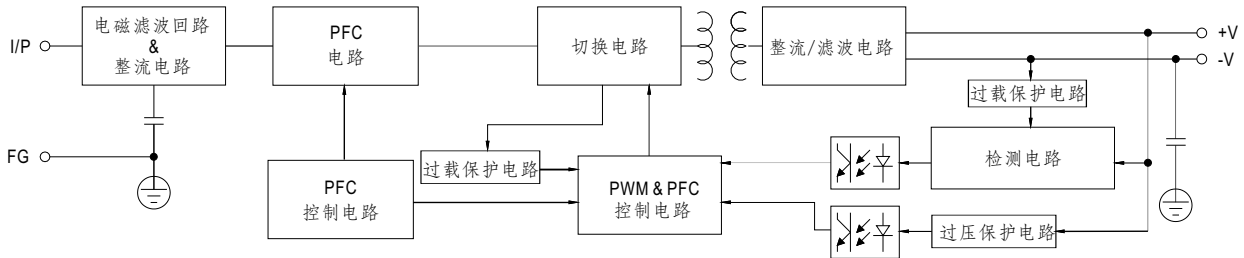 I/P
电磁滤波回路
&
整流电路
PFC
电路
切换电路
整流/滤波电路
+V
-V
过载保护电路
FG
PFC
控制电路
过载保护电路
PWM & PFC
控制电路
检测电路
过压保护电路